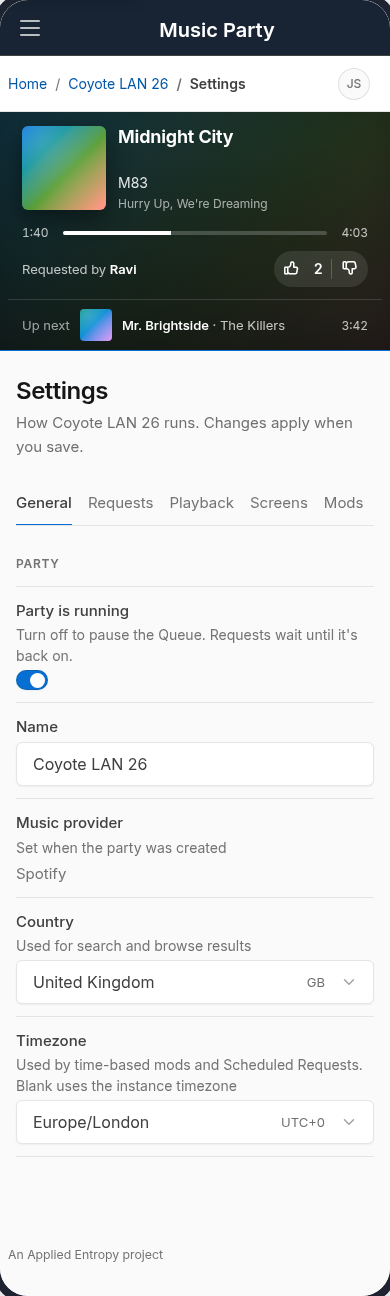 Music Party
Home / Coyote LAN 26 / Settings
JS
Midnight City
M83
Hurry Up, We're Dreaming
1:40
4:03
Requested by Ravi
2
Up next
Mr. Brightside · The Killers
3:42
Settings
How Coyote LAN 26 runs. Changes apply when
you save.
General Requests Playback Screens Mods
PARTY
Party is running
Turn off to pause the Queue. Requests wait until it's
back on.
Name
Coyote LAN 26
Music provider
Set when the party was created
Spotify
Country
Used for search and browse results
United Kingdom GB
Timezone
Used by time-based mods and Scheduled Requests.
Blank uses the instance timezone
Europe/London UTC+0
An Applied Entropy project